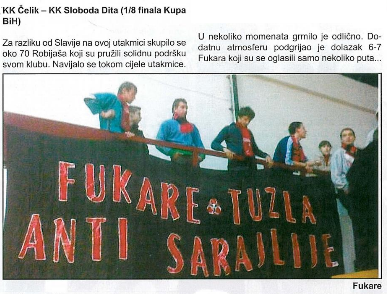 KK Čelik – KK Sloboda Dita (1/8 finala Kupa
BiH)
Za razliku od Slavije na ovoj utakmici skupilo se
oko 70 Robijaša koji su pružili solidnu podršku
svom klubu. Navijalo se tokom cijele utakmice.
U nekoliko momenata grmilo je odlično. Do-
datnu atmosferu podgrijao je dolazak 6-7
Fukara koji su se oglasili samo nekoliko puta...
FUKARE TUZLA
ANTI SARAJLIJE
Fukare